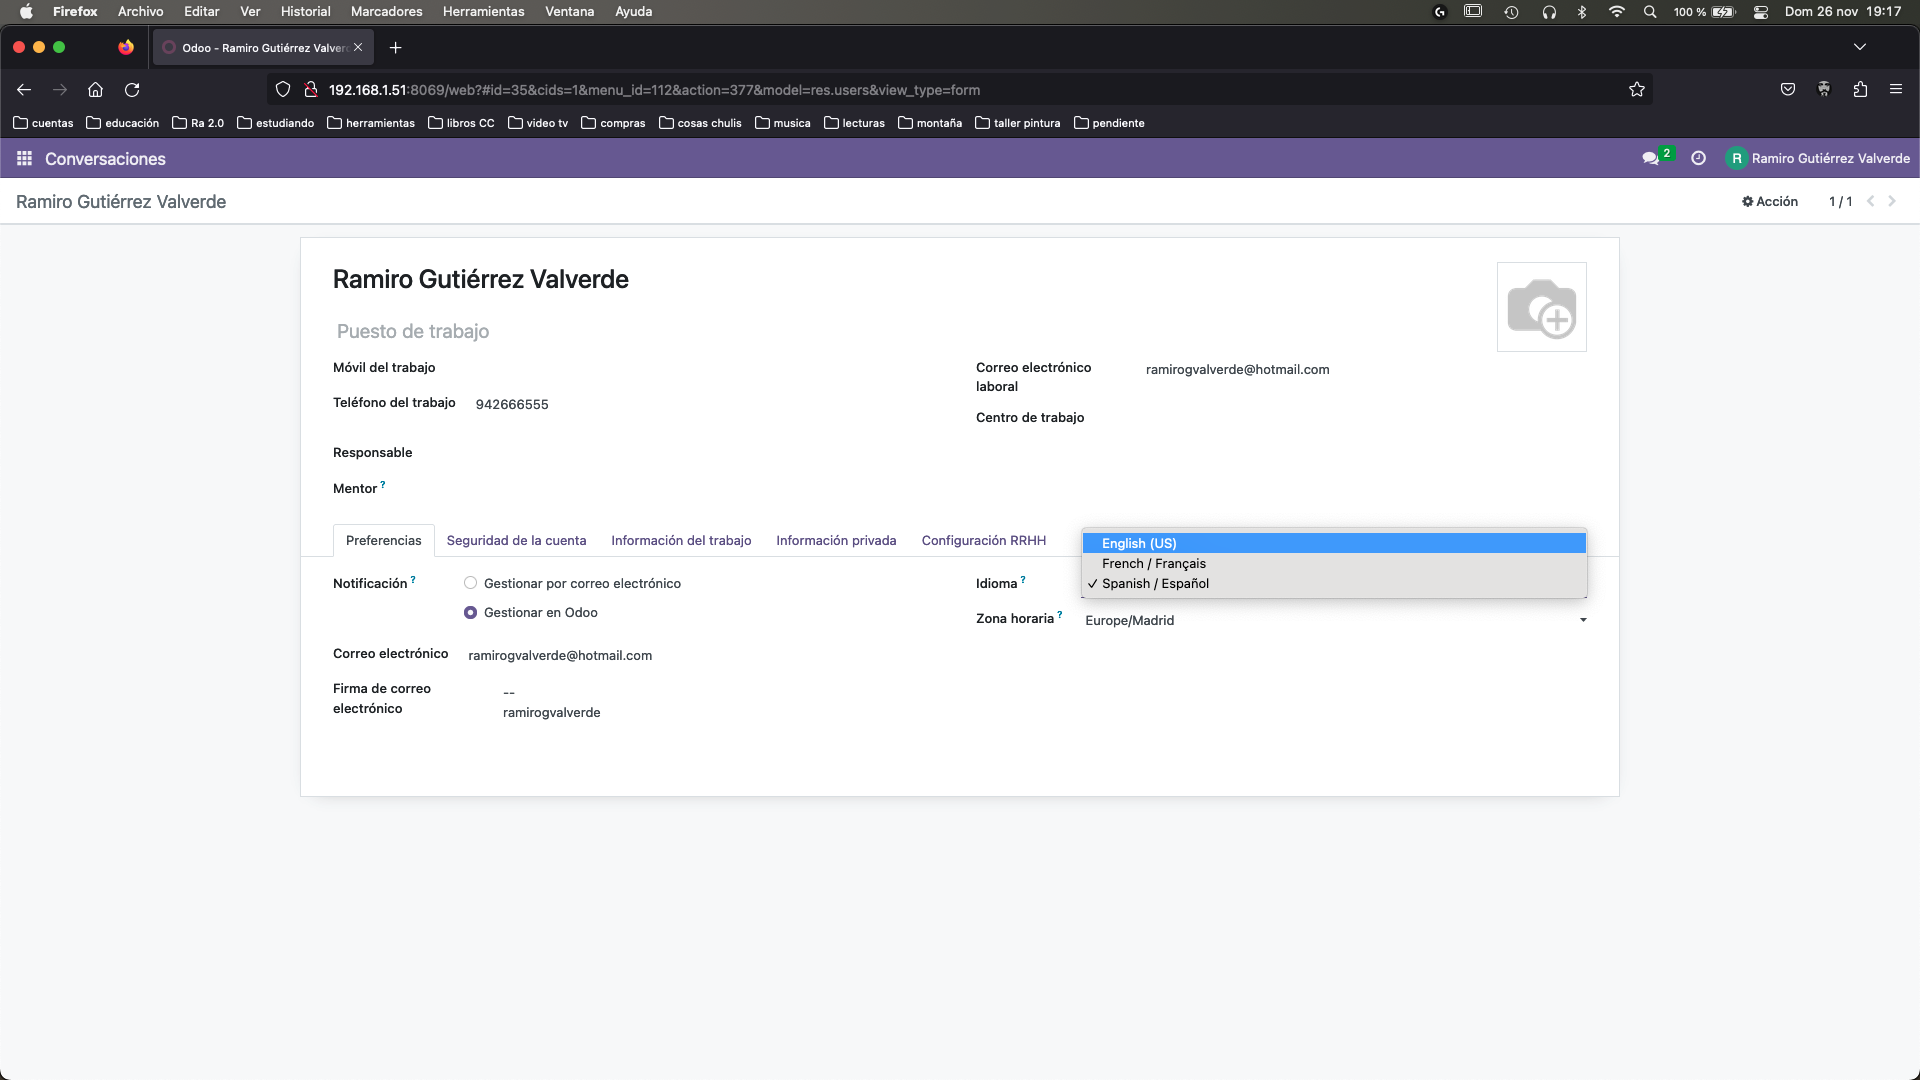 Firefox Archivo Editar Ver Historial Marcadores Herramientas Ventana Ayuda 100 % Dom 26 nov 19:17
Odoo - Ramiro Gutiérrez Valver
192.168.1.51:8069/web?#id=35&cids=1&menu_id=112&action=377&model=res.users&view_type=form
cuentas educación Ra 2.0 estudiando herramientas libros CC video tv compras cosas chulis musica lecturas montaña taller pintura pendiente
Conversaciones 2 R Ramiro Gutiérrez Valverde
Ramiro Gutiérrez Valverde Acción 1 / 1
Ramiro Gutiérrez Valverde
Puesto de trabajo
Móvil del trabajo
Teléfono del trabajo 942666555
Responsable
Mentor ?
Correo electrónico
laboral
ramirogvalverde@hotmail.com
Centro de trabajo
Preferencias Seguridad de la cuenta Información del trabajo Información privada Configuración RRHH
Notificación ? Gestionar por correo electrónico
Gestionar en Odoo
Correo electrónico ramirogvalverde@hotmail.com
Firma de correo
electrónico
--
ramirogvalverde
Idioma ?
English (US)
French / Français
✓ Spanish / Español
Zona horaria ? Europe/Madrid